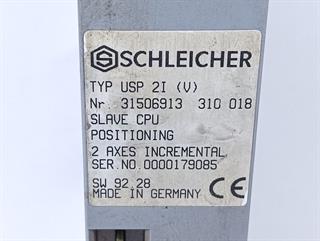 SCHLEICHER
TYP USP 2I (V)
Nr. 31506913 310 018
SLAVE CPU
POSITIONING
2 AXES INCREMENTAL
SER.NO.0000179085
SW 92.28
MADE IN GERMANY CE